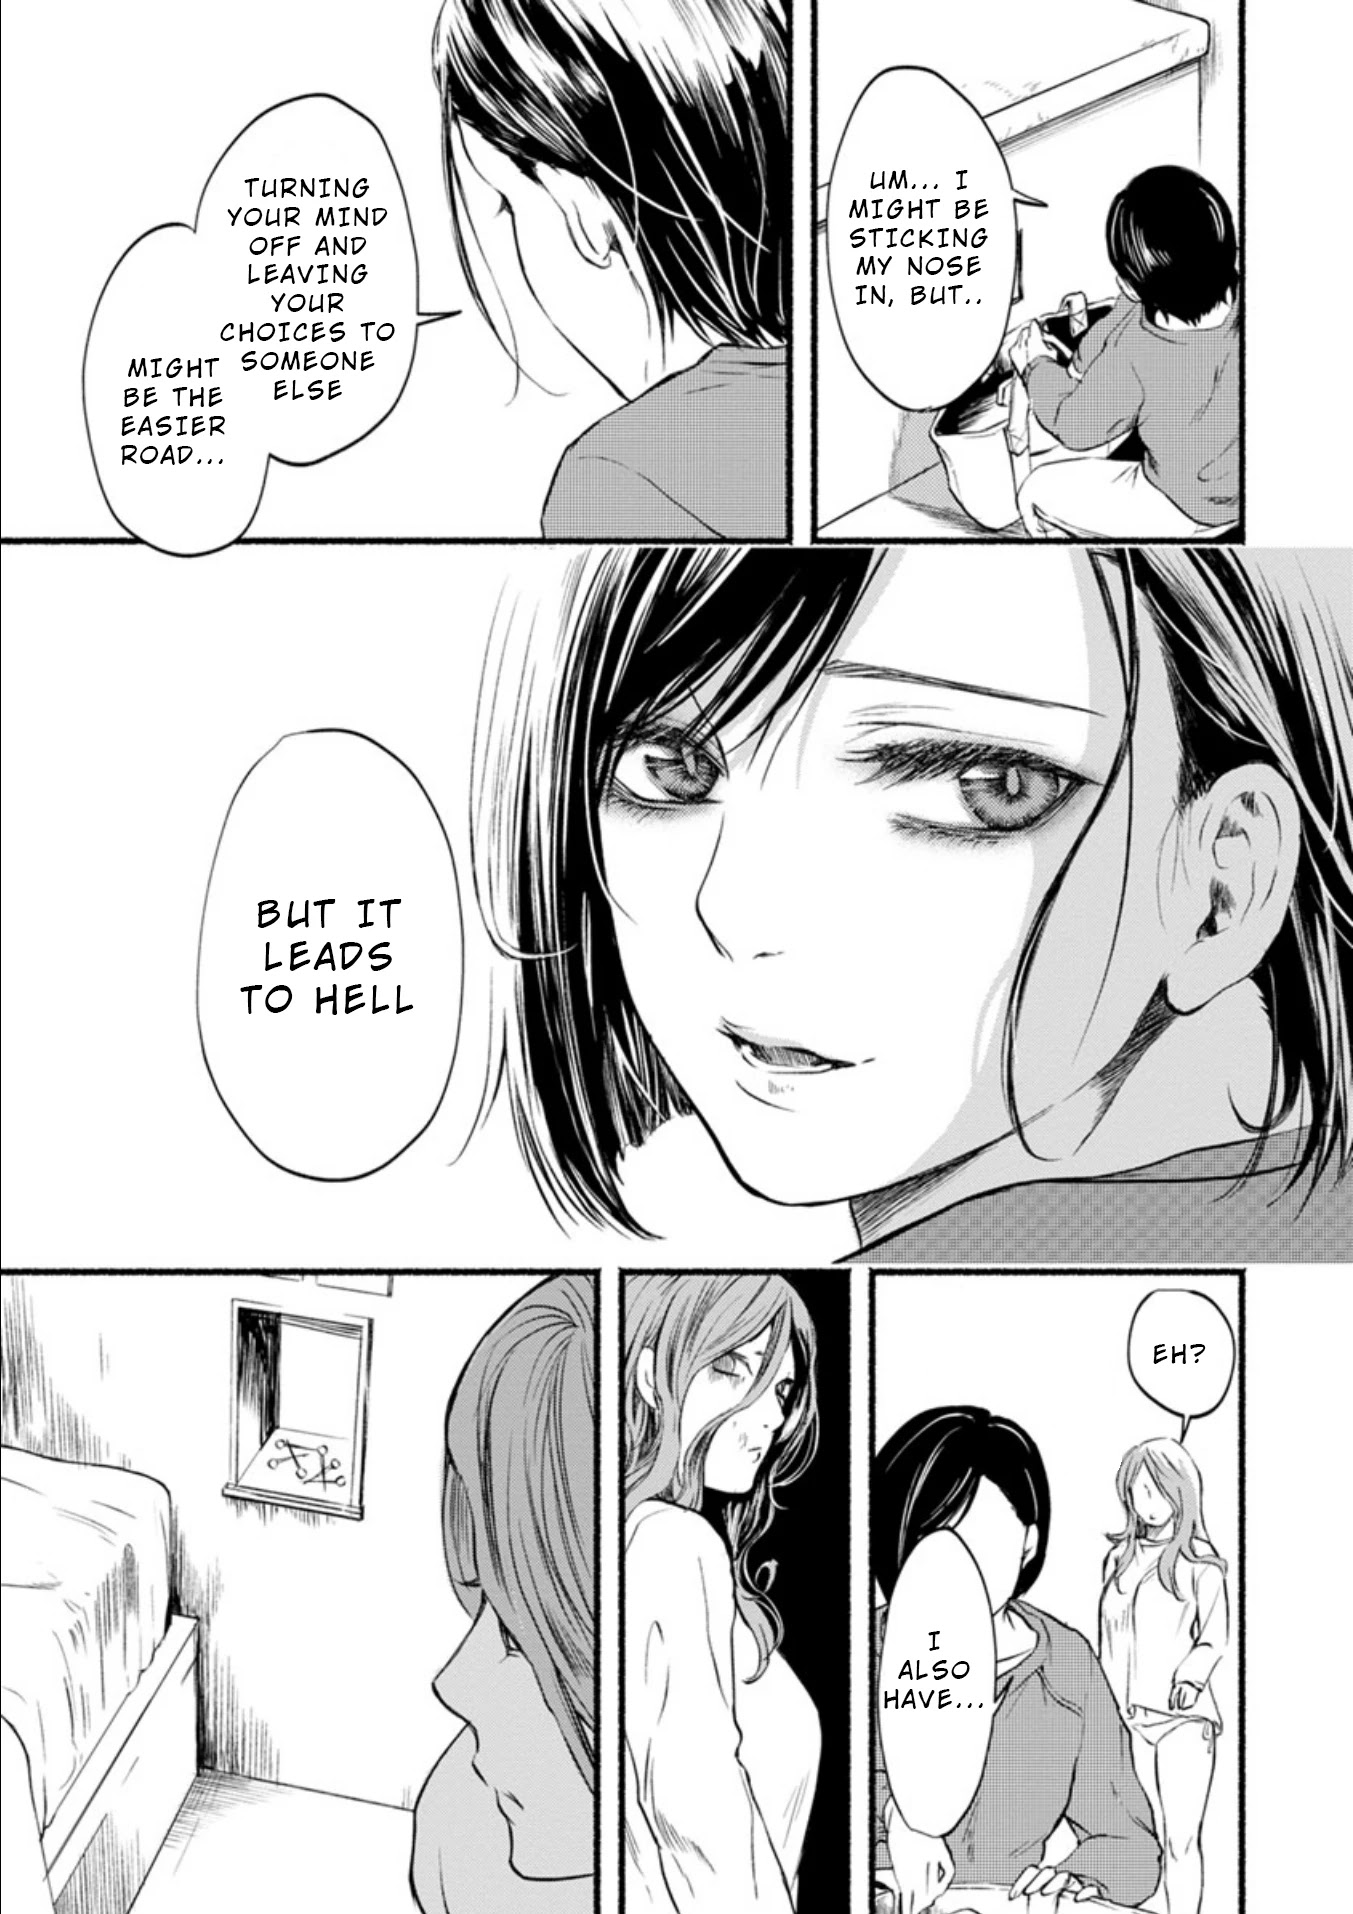 UM... I
MIGHT BE
STICKING
MY NOSE
IN, BUT..
TURNING
YOUR MIND
OFF AND
LEAVING
YOUR
CHOICES TO
SOMEONE
ELSE
MIGHT
BE THE
EASIER
ROAD...
BUT IT
LEADS
TO HELL
EH?
I
ALSO
HAVE...